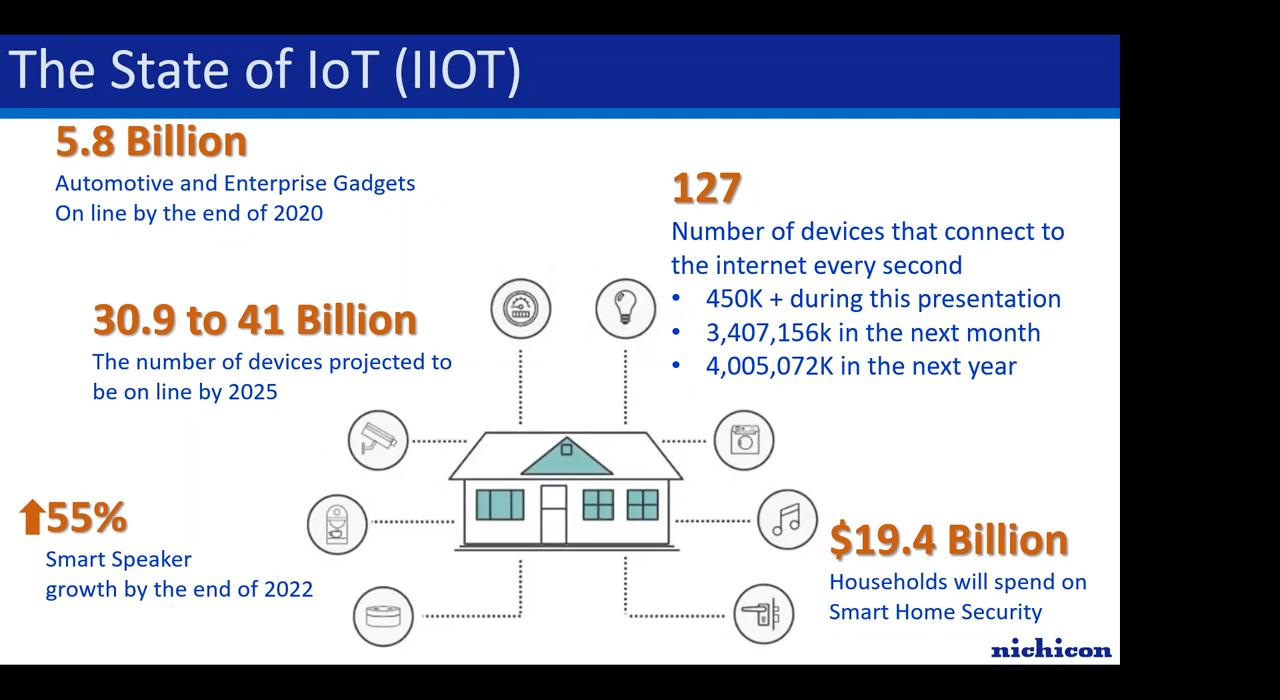 The State of IoT (IIOT)
5.8 Billion
Automotive and Enterprise Gadgets
On line by the end of 2020
127
Number of devices that connect to
the internet every second
• 450K + during this presentation
• 3,407,156k in the next month
• 4,005,072K in the next year
30.9 to 41 Billion
The number of devices projected to
be on line by 2025
55%
Smart Speaker
growth by the end of 2022
$19.4 Billion
Households will spend on
Smart Home Security
nichicon